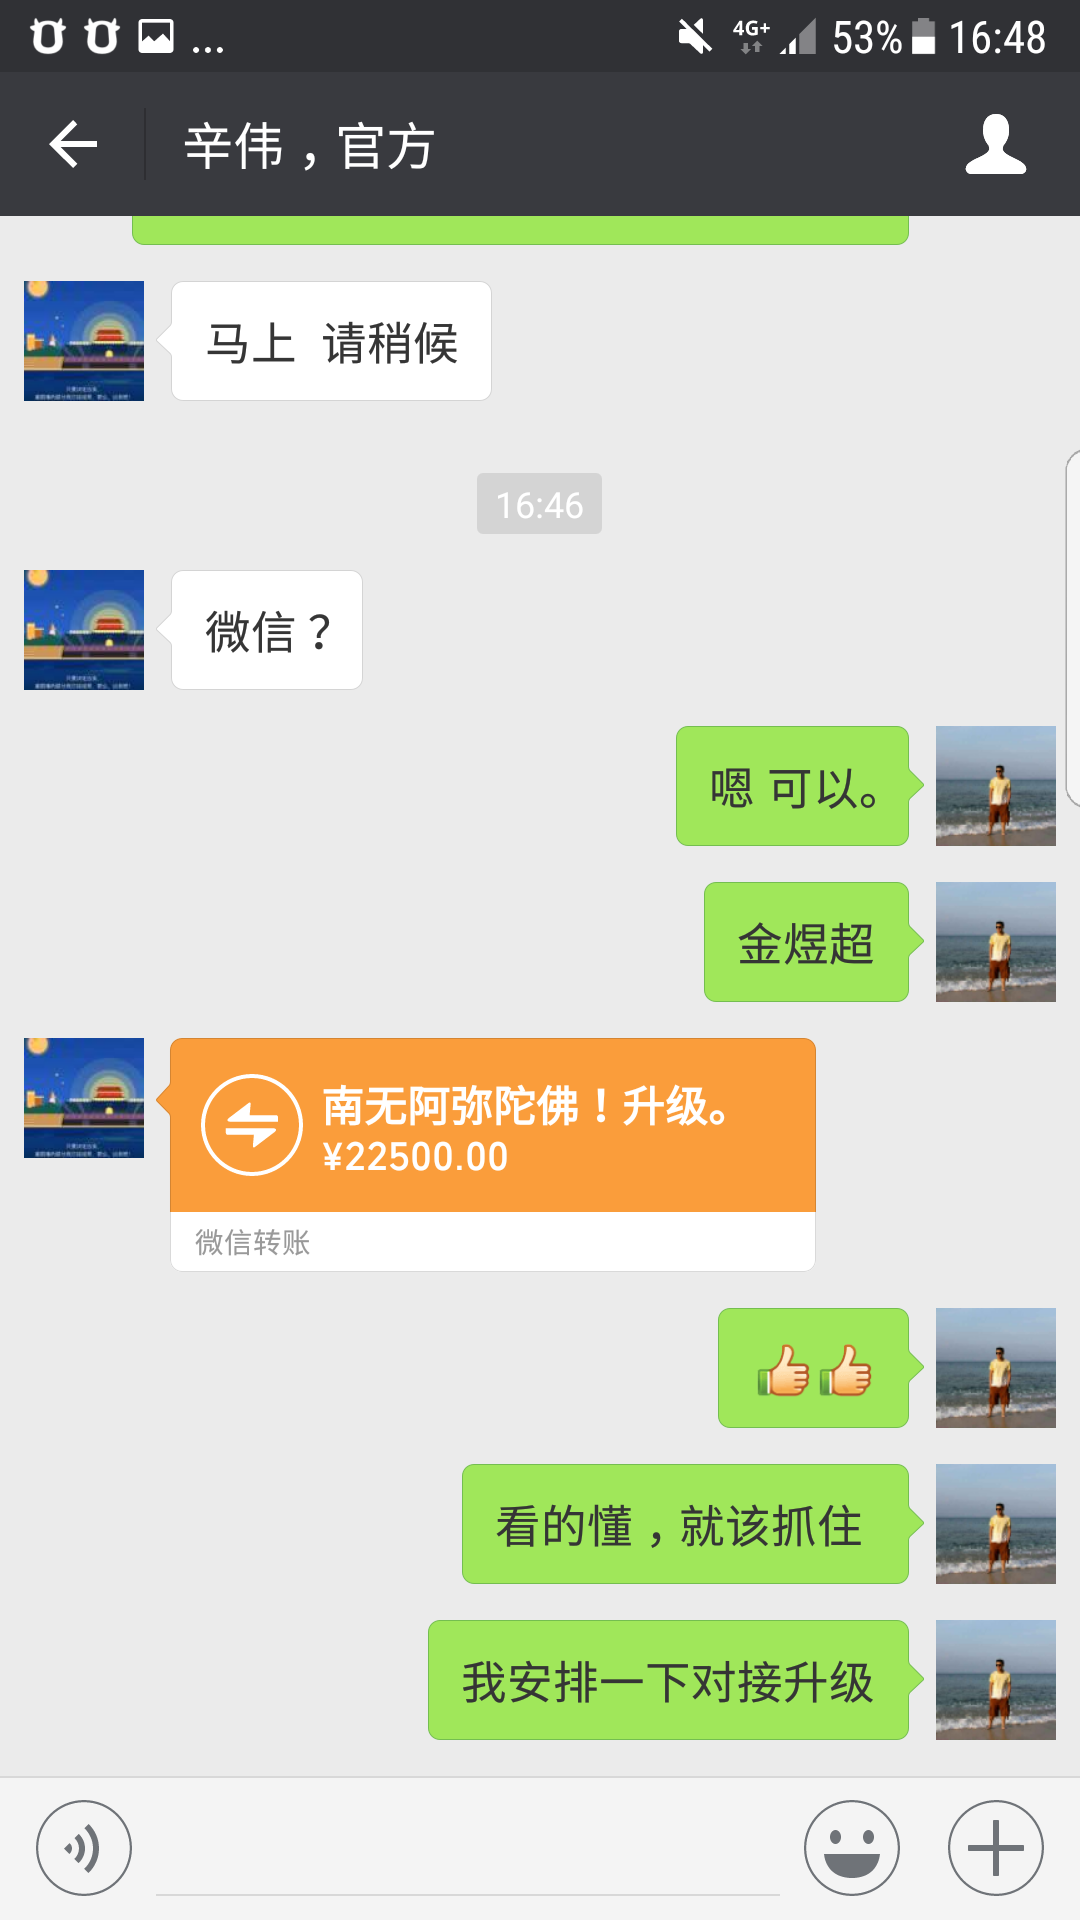 ... 4G+ 53% 16:48
辛伟，官方
马上 请稍候
16:46
微信？
嗯 可以。
金煜超
南无阿弥陀佛！升级。
¥22500.00
微信转账
看的懂，就该抓住
我安排一下对接升级